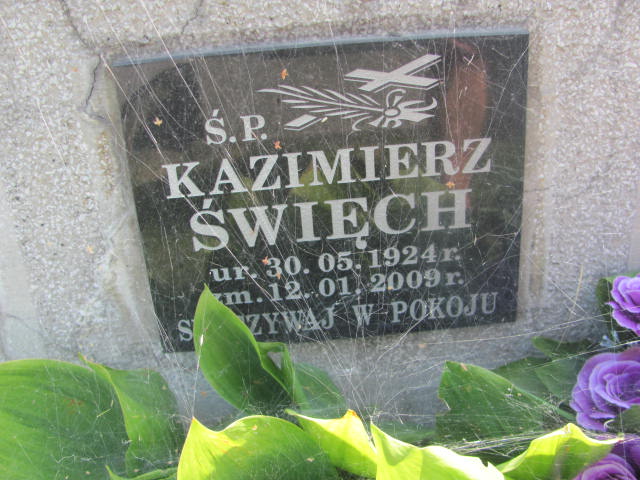 Ś.P.
KAZIMIERZ
ŚWIĘCH
ur. 30. 05. 1924 r.
zm. 12. 01. 2009 r.
SPOCZYWAJ W POKOJU